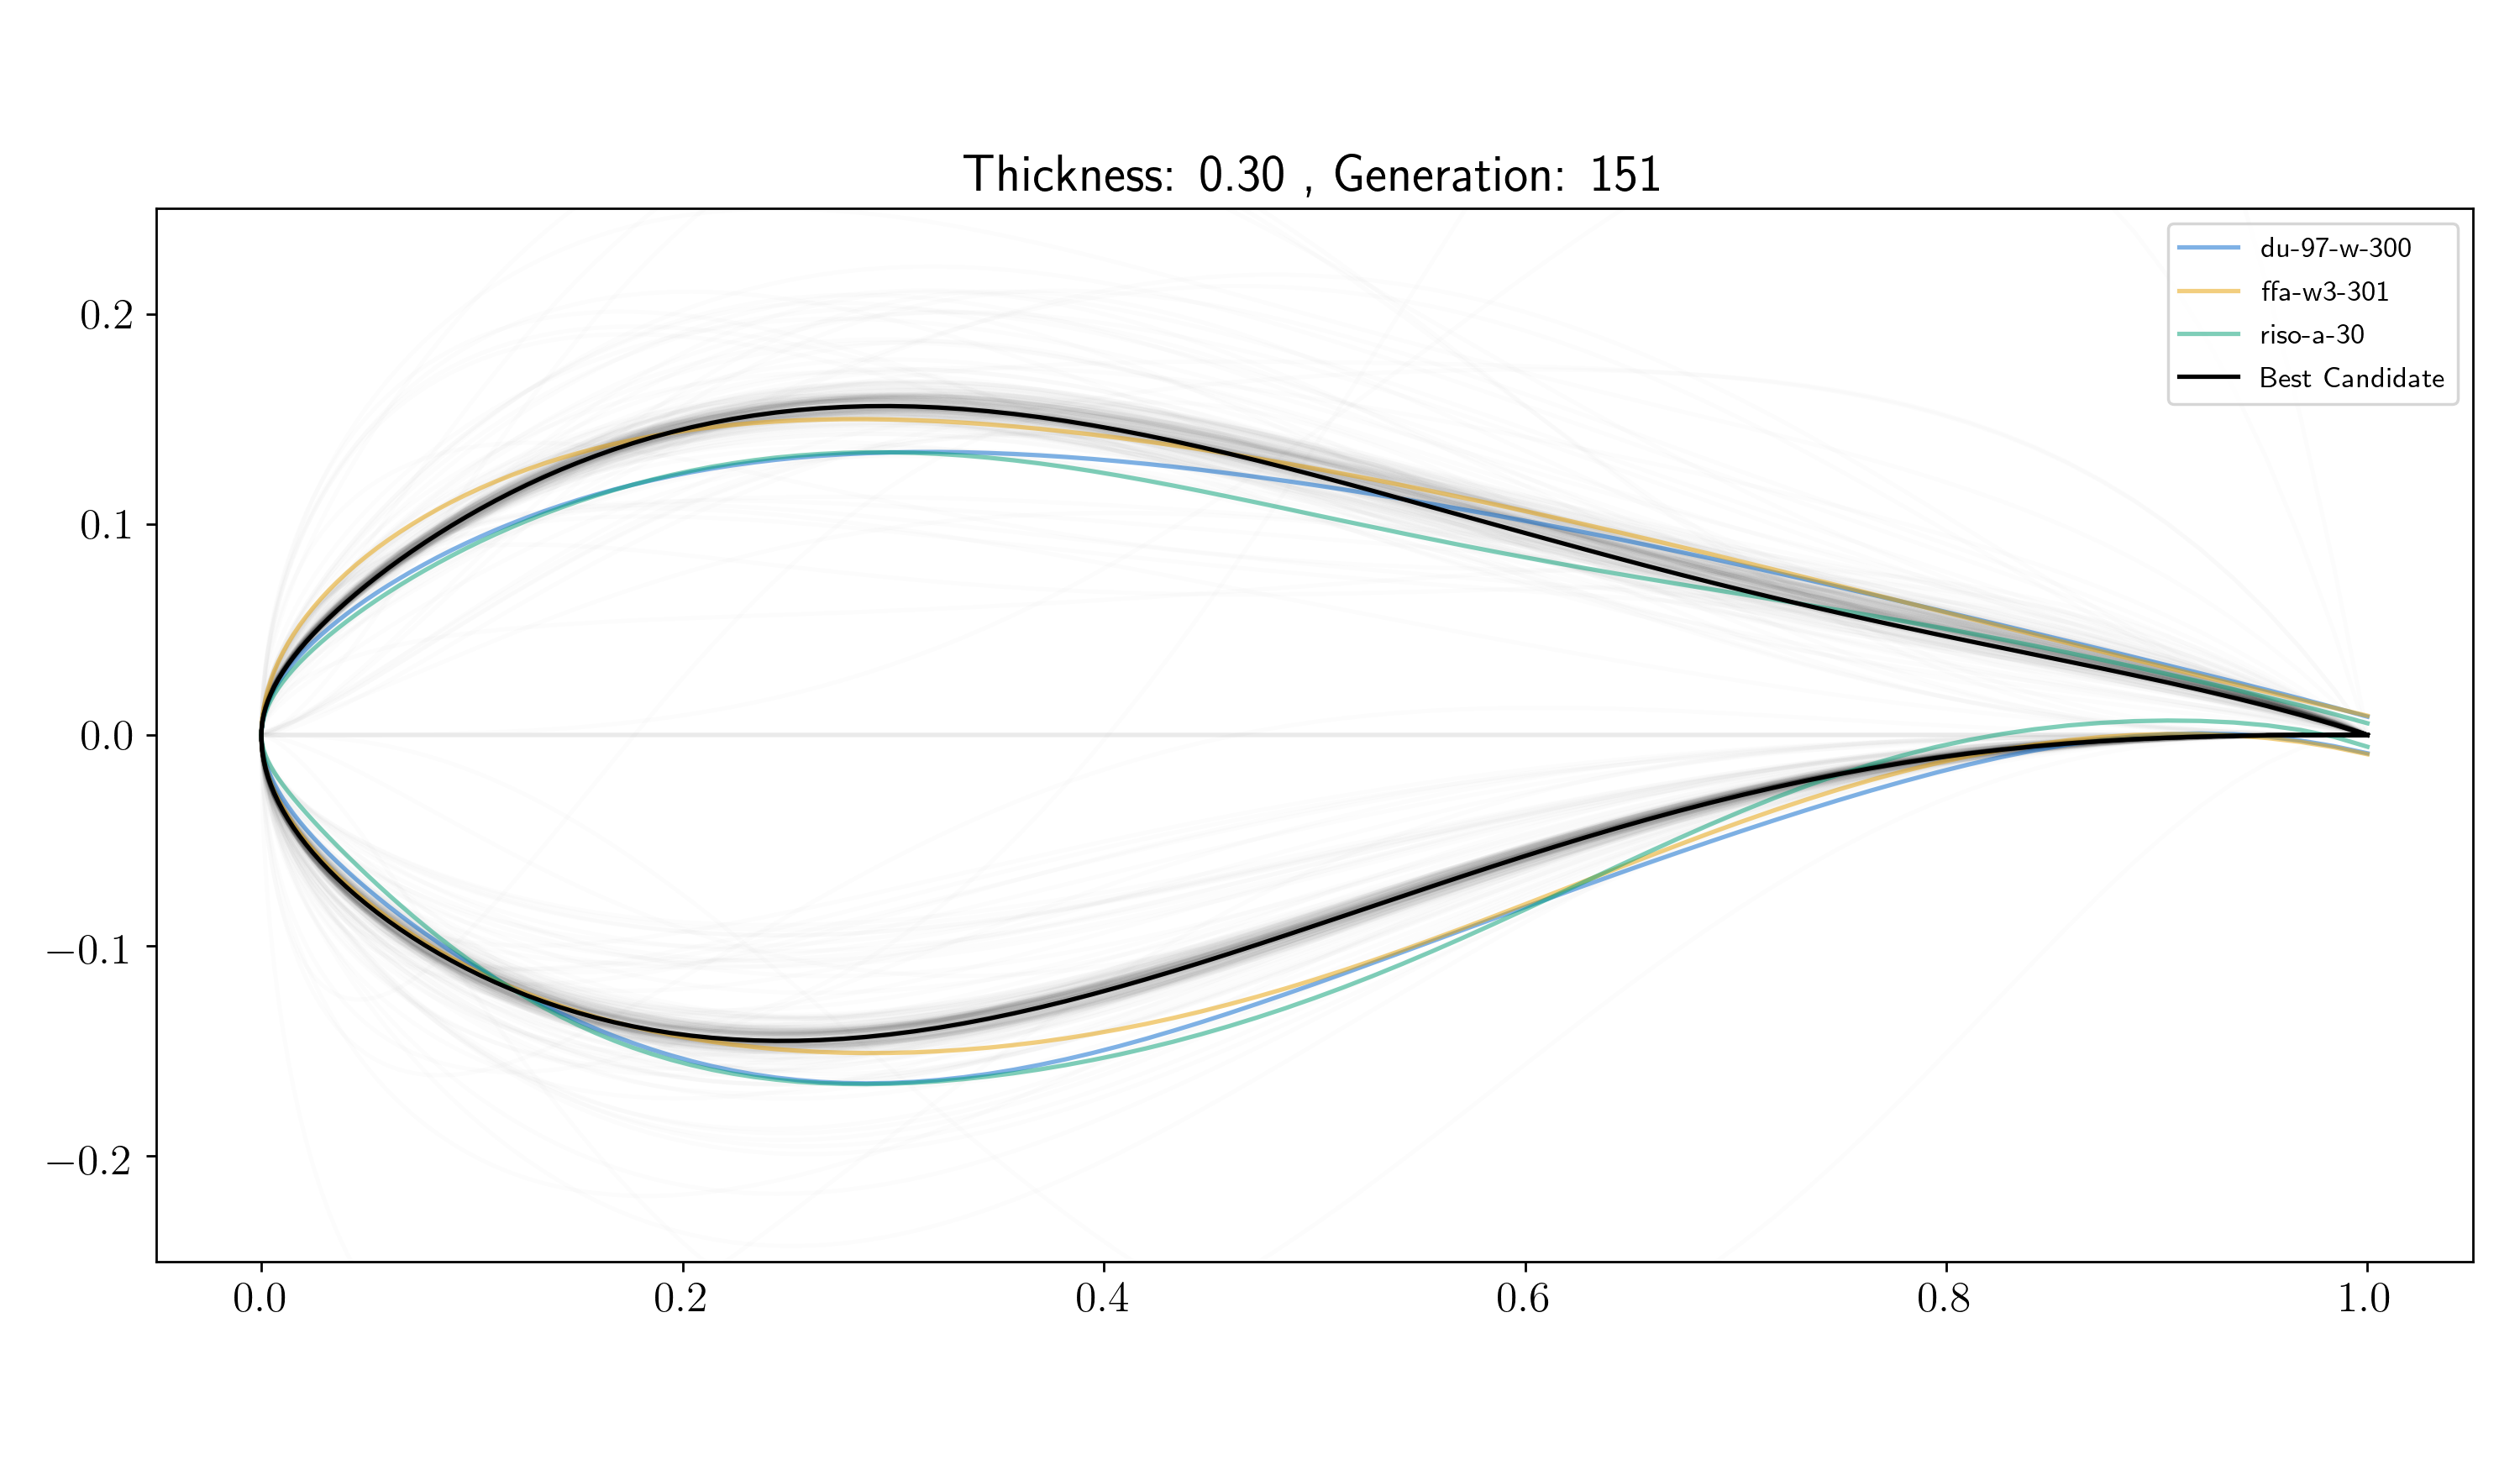 Thickness: 0.30 , Generation: 151
du-97-w-300
ffa-w3-301
riso-a-30
Best Candidate
0.2
0.1
0.0
−0.1
−0.2
0.0 0.2 0.4 0.6 0.8 1.0